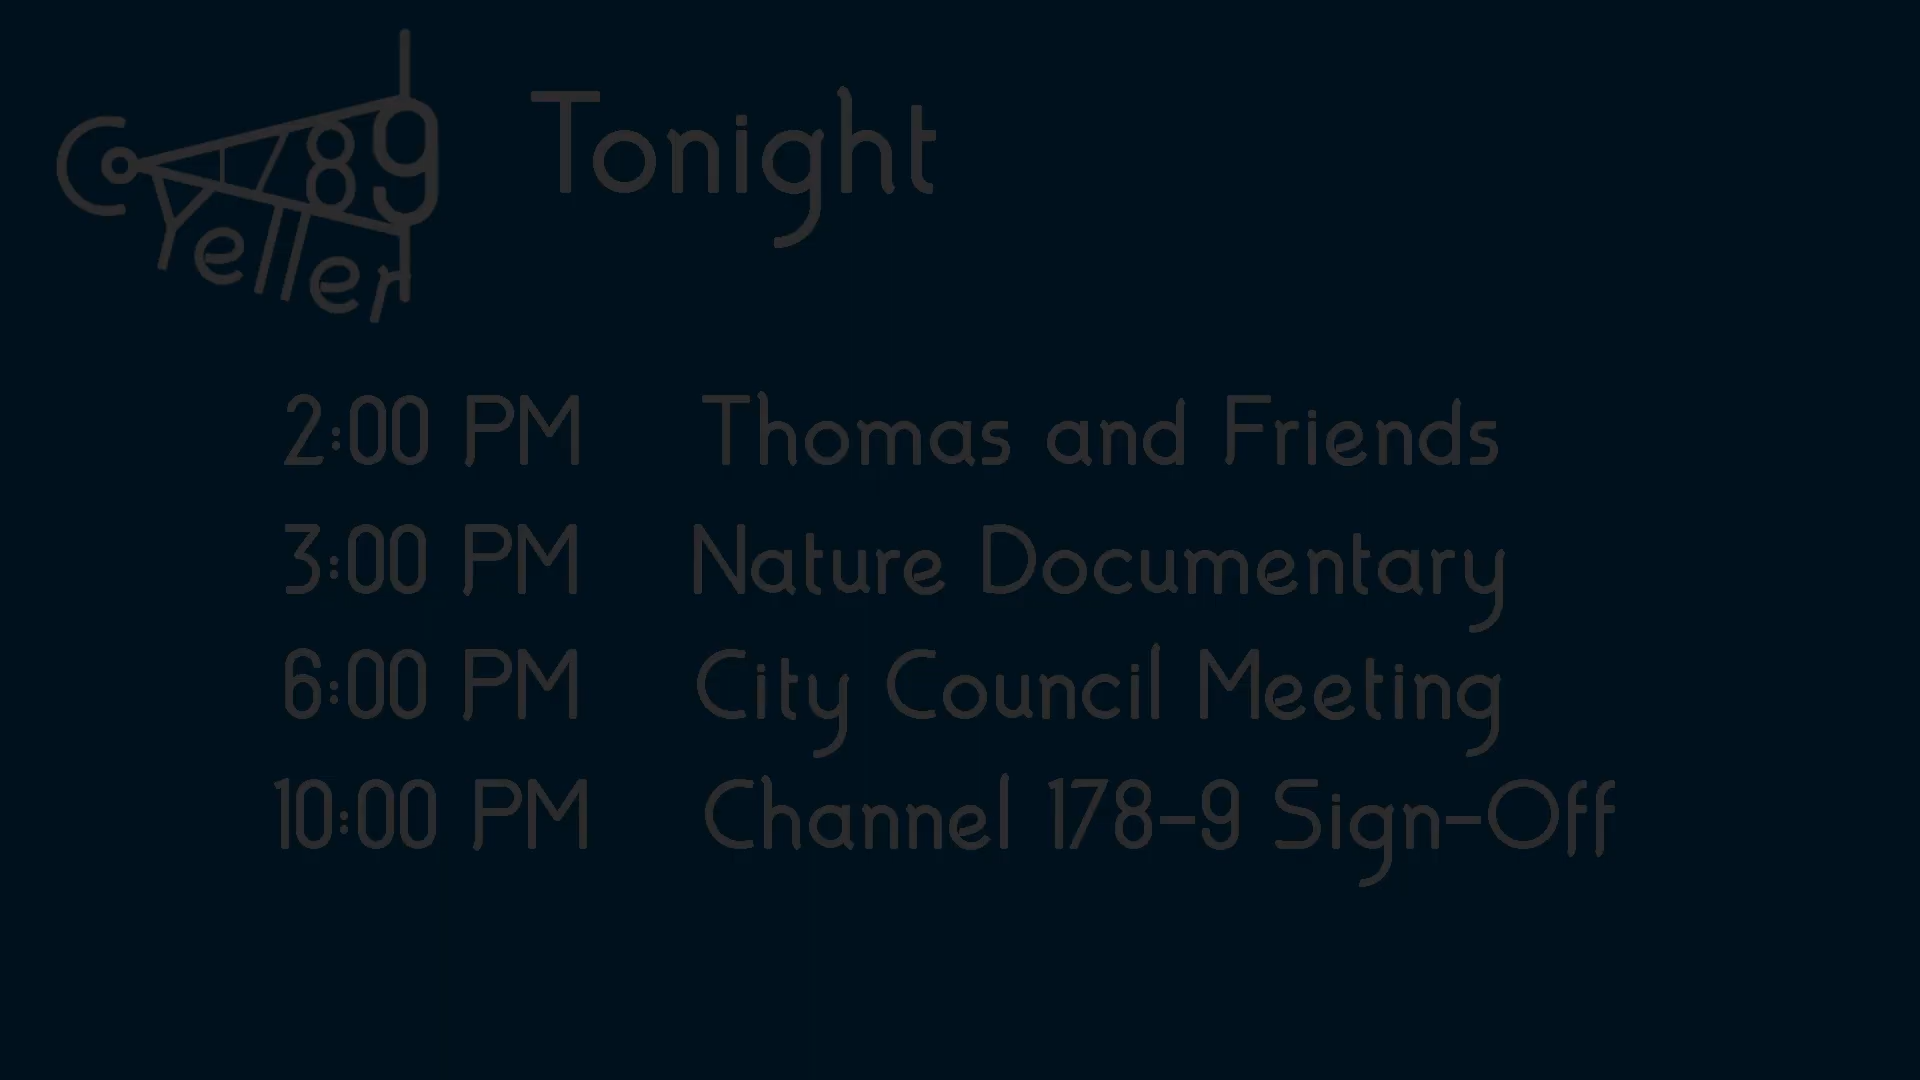 C 1789
Yeller
Tonight
2:00 PM Thomas and Friends
3:00 PM Nature Documentary
6:00 PM City Council Meeting
10:00 PM Channel 178-9 Sign-Off